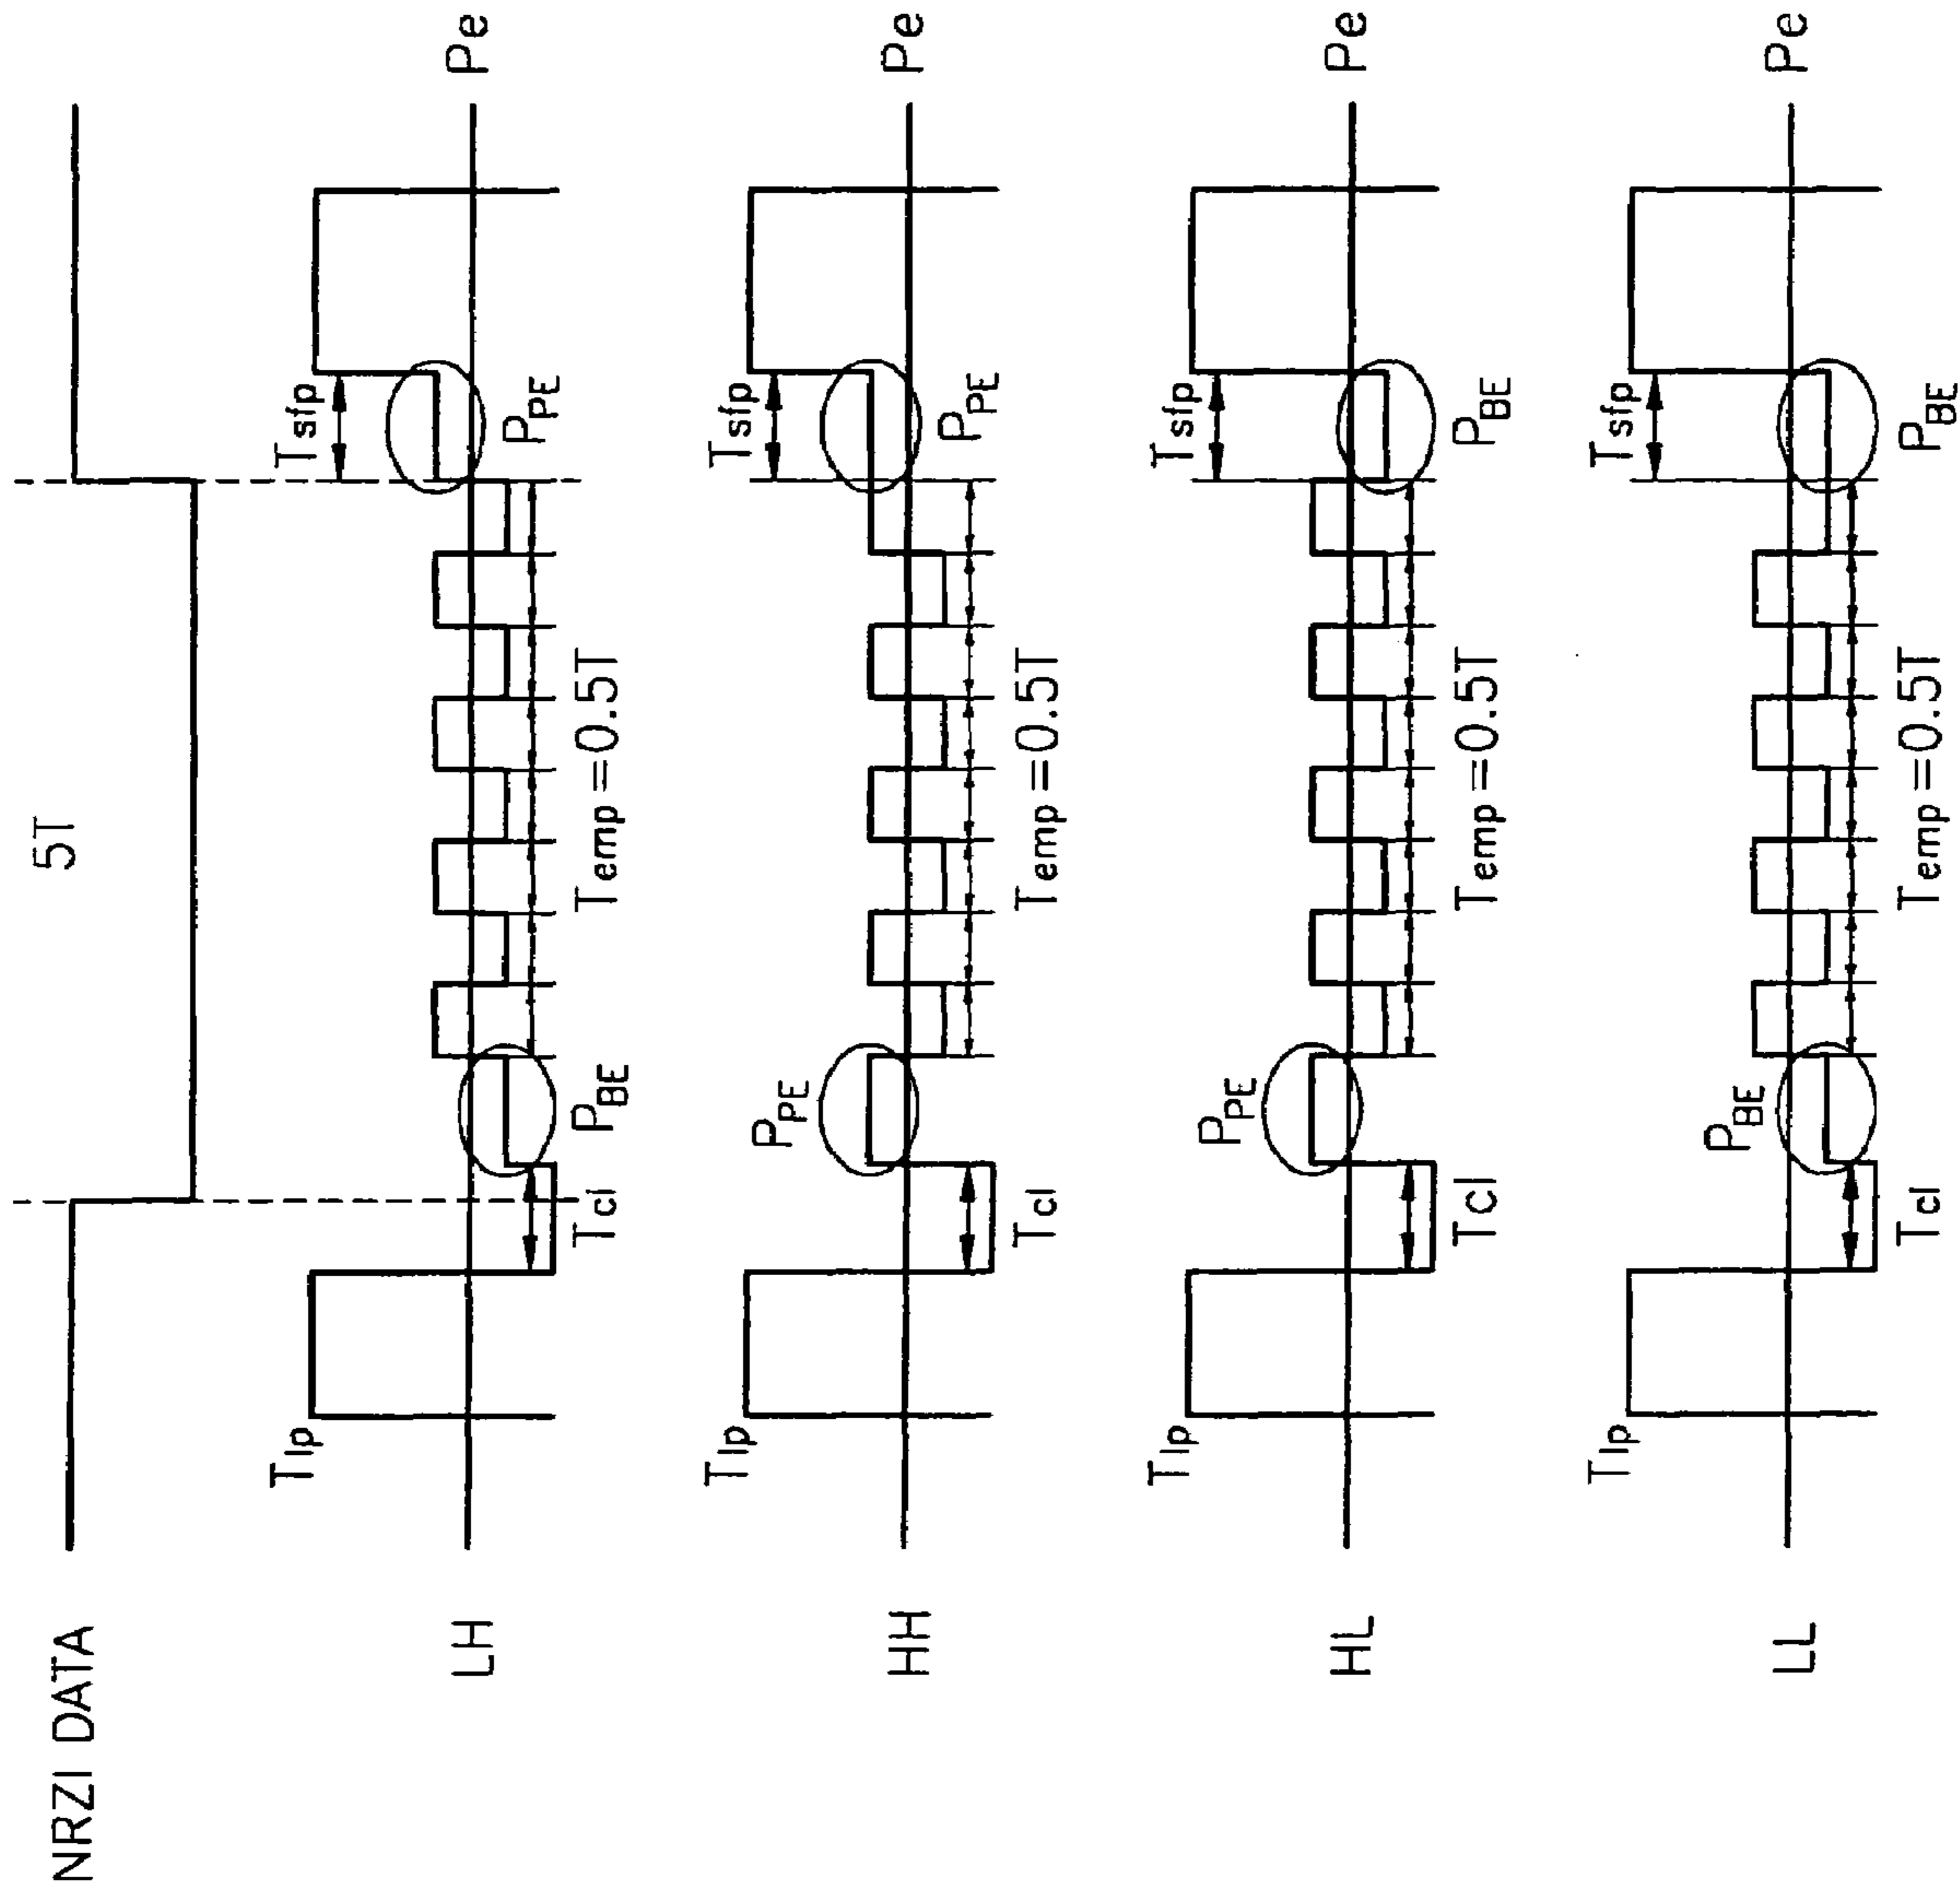 NRZI DATA
5T
LH
Tlp
Tcl
PBE
Temp=0.5T
PPE
Tsfp
Pe
HH
Tlp
Tcl
PPE
Temp=0.5T
PPE
Tsfp
Pe
HL
Tlp
Tcl
PPE
Temp=0.5T
PBE
Tsfp
Pe
LL
Tlp
Tcl
PBE
Temp=0.5T
PBE
Tsfp
Pe